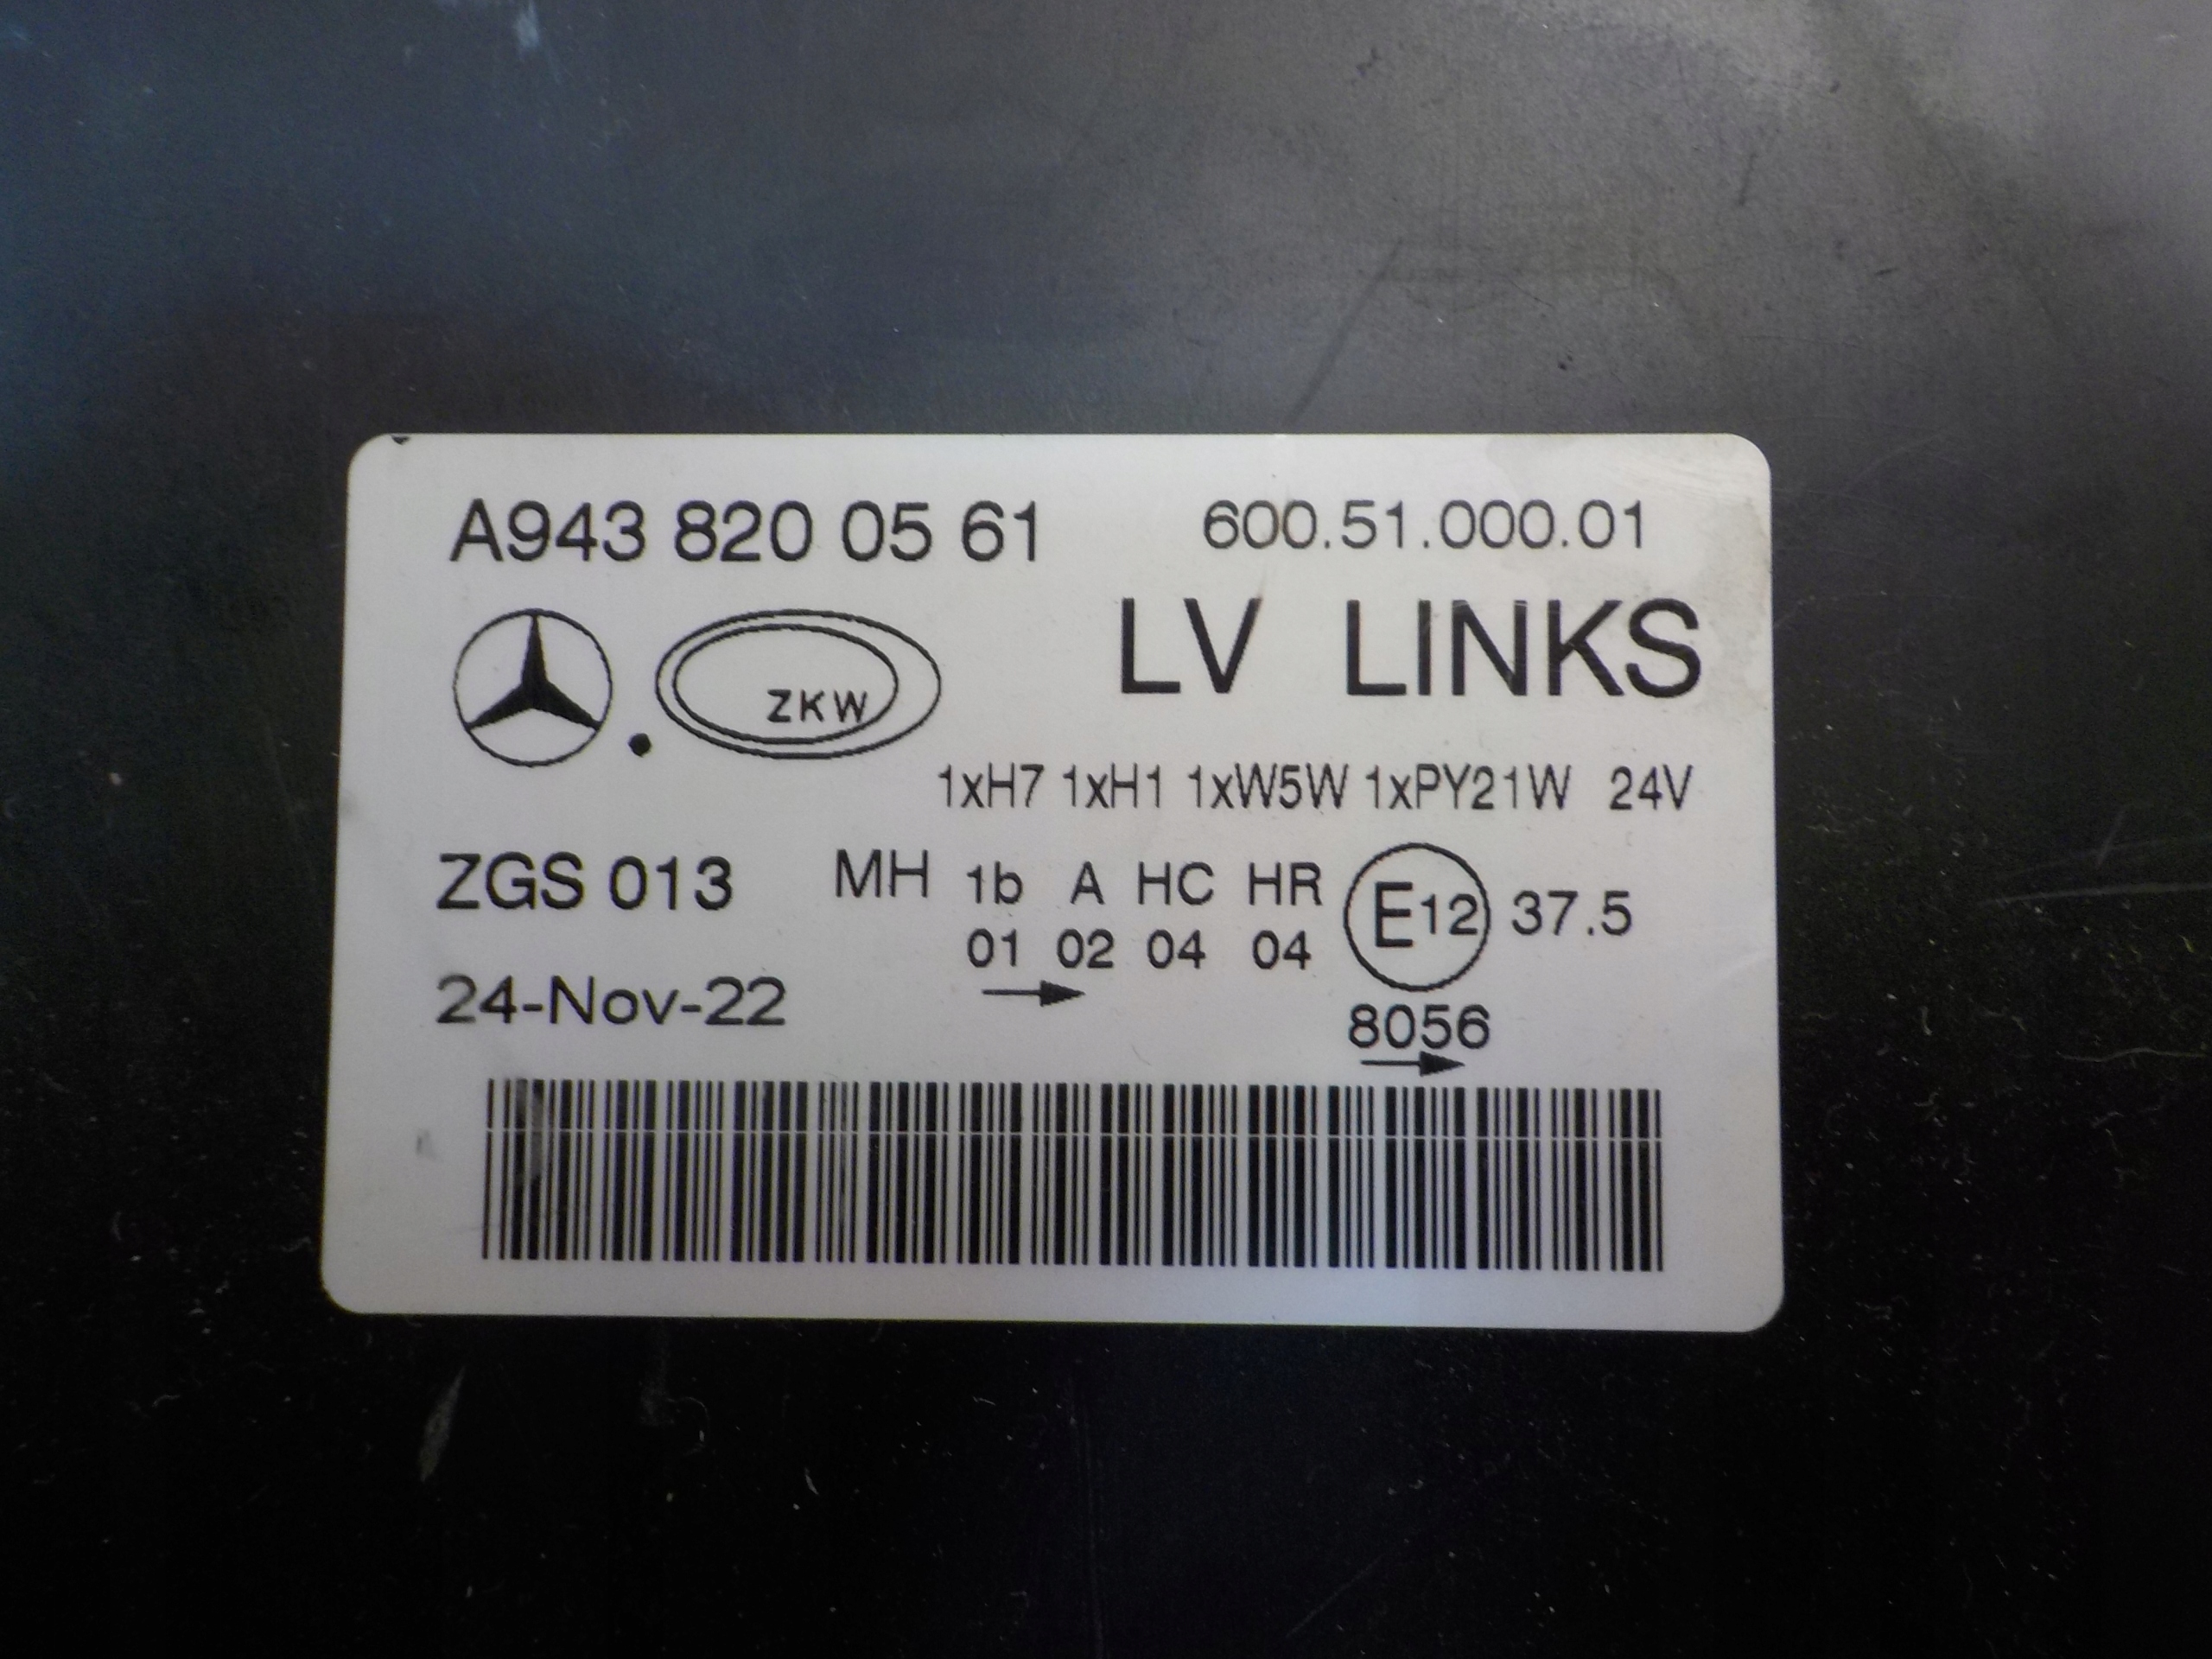 A943 820 05 61 600.51.000.01
ZKW LV LINKS
1xH7 1xH1 1xW5W 1xPY21W 24V
ZGS 013 MH 1b A HC HR E12 37.5
01 02 04 04
24-Nov-22 8056